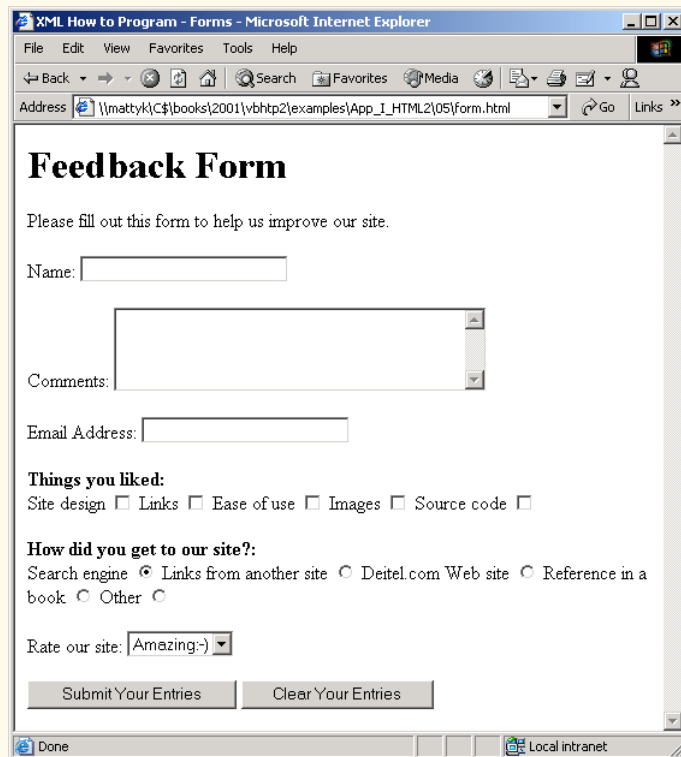 XML How to Program - Forms - Microsoft Internet Explorer
File Edit View Favorites Tools Help
Back Search Favorites Media
Address \\mattyk\C$\books\2001\vbhtp2\examples\App_I_HTML2\05\form.html Go Links »
Feedback Form
Please fill out this form to help us improve our site.
Name:
Comments:
Email Address:
Things you liked:
Site design Links Ease of use Images Source code
How did you get to our site?:
Search engine Links from another site Deitel.com Web site Reference in a
book Other
Rate our site: Amazing:-)
Submit Your Entries Clear Your Entries
Done Local intranet